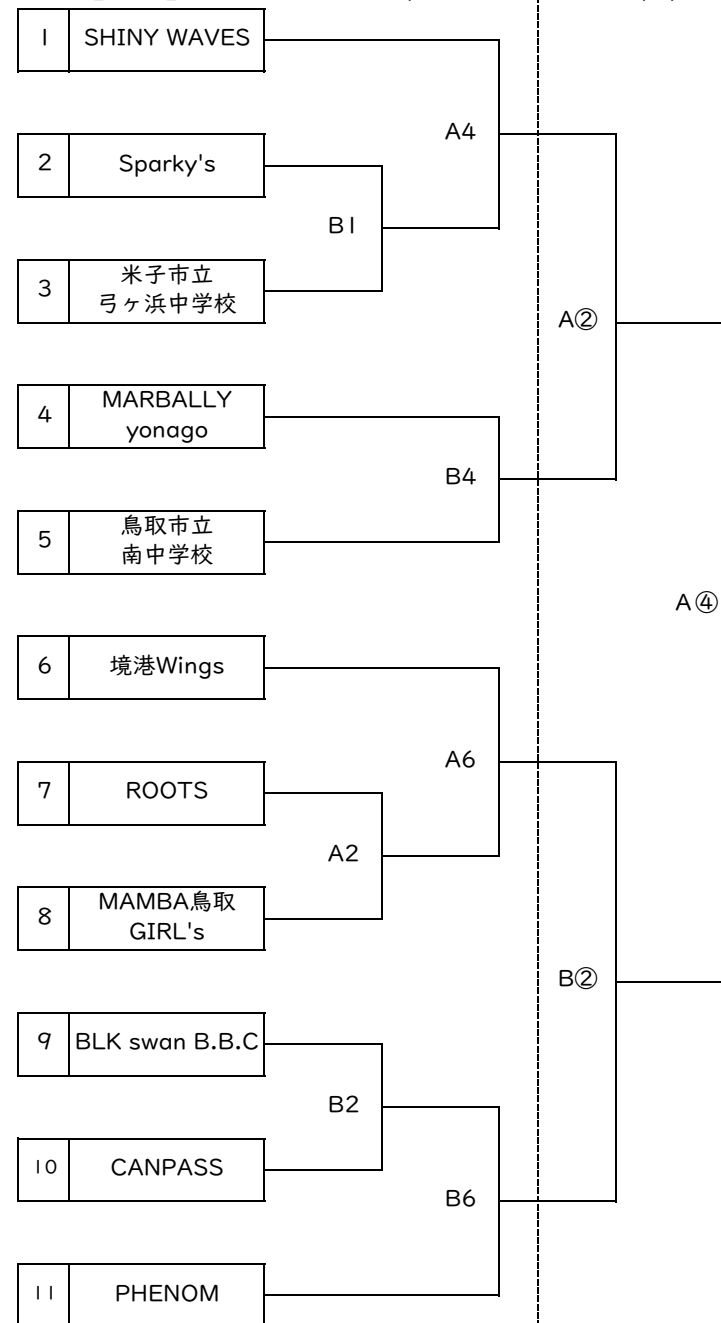 1 SHINY WAVES
A4
2 Sparky's
B1
3 米子市立
弓ヶ浜中学校
A②
4 MARBALLY
yonago
B4
5 鳥取市立
南中学校
A④
6 境港Wings
A6
7 ROOTS
A2
8 MAMBA鳥取
GIRL's
B②
9 BLK swan B.B.C
B2
10 CANPASS
B6
11 PHENOM